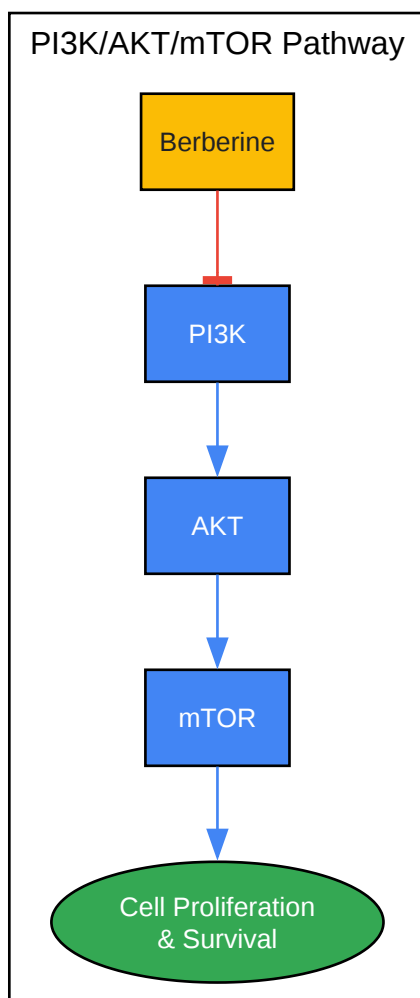 PI3K/AKT/mTOR Pathway
Berberine
PI3K
AKT
mTOR
Cell Proliferation
& Survival